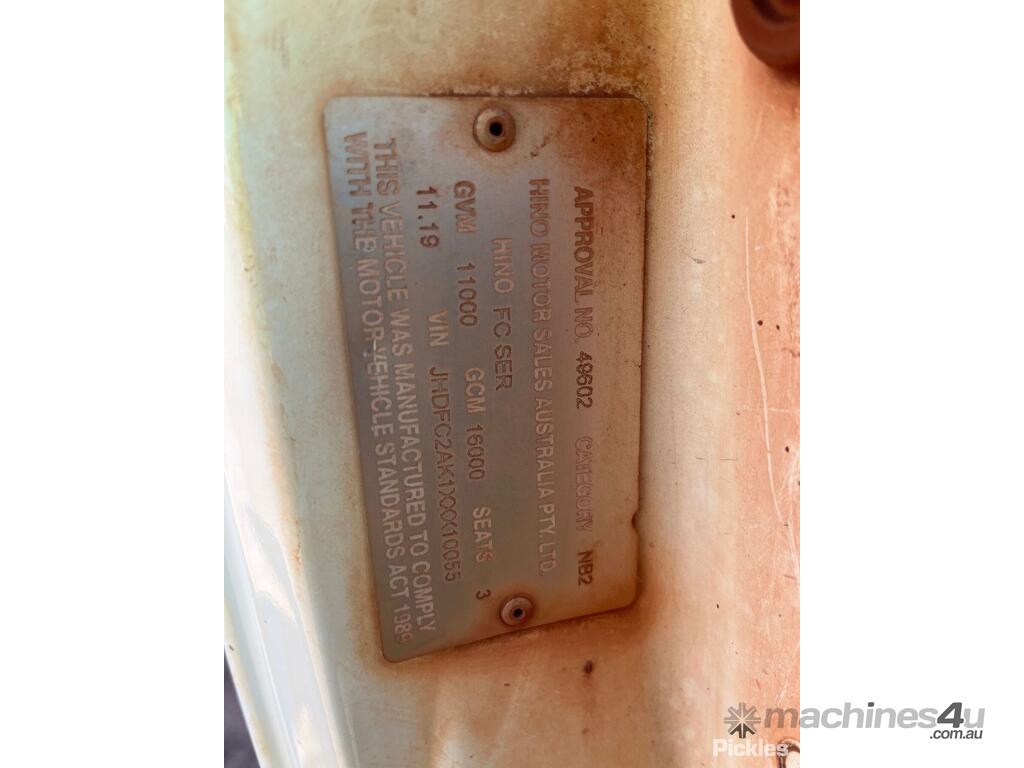 APPROVAL NO. 49602 CATEGORY NB2
HINO MOTOR SALES AUSTRALIA PTY. LTD.
HINO FC SER
GVM 11000 GCM 16000 SEATS 3
11.19 VIN JHDFC2AK1XXX10055
THIS VEHICLE WAS MANUFACTURED TO COMPLY
WITH THE MOTOR VEHICLE STANDARDS ACT 1989
machines4u
.com.au
Pickles